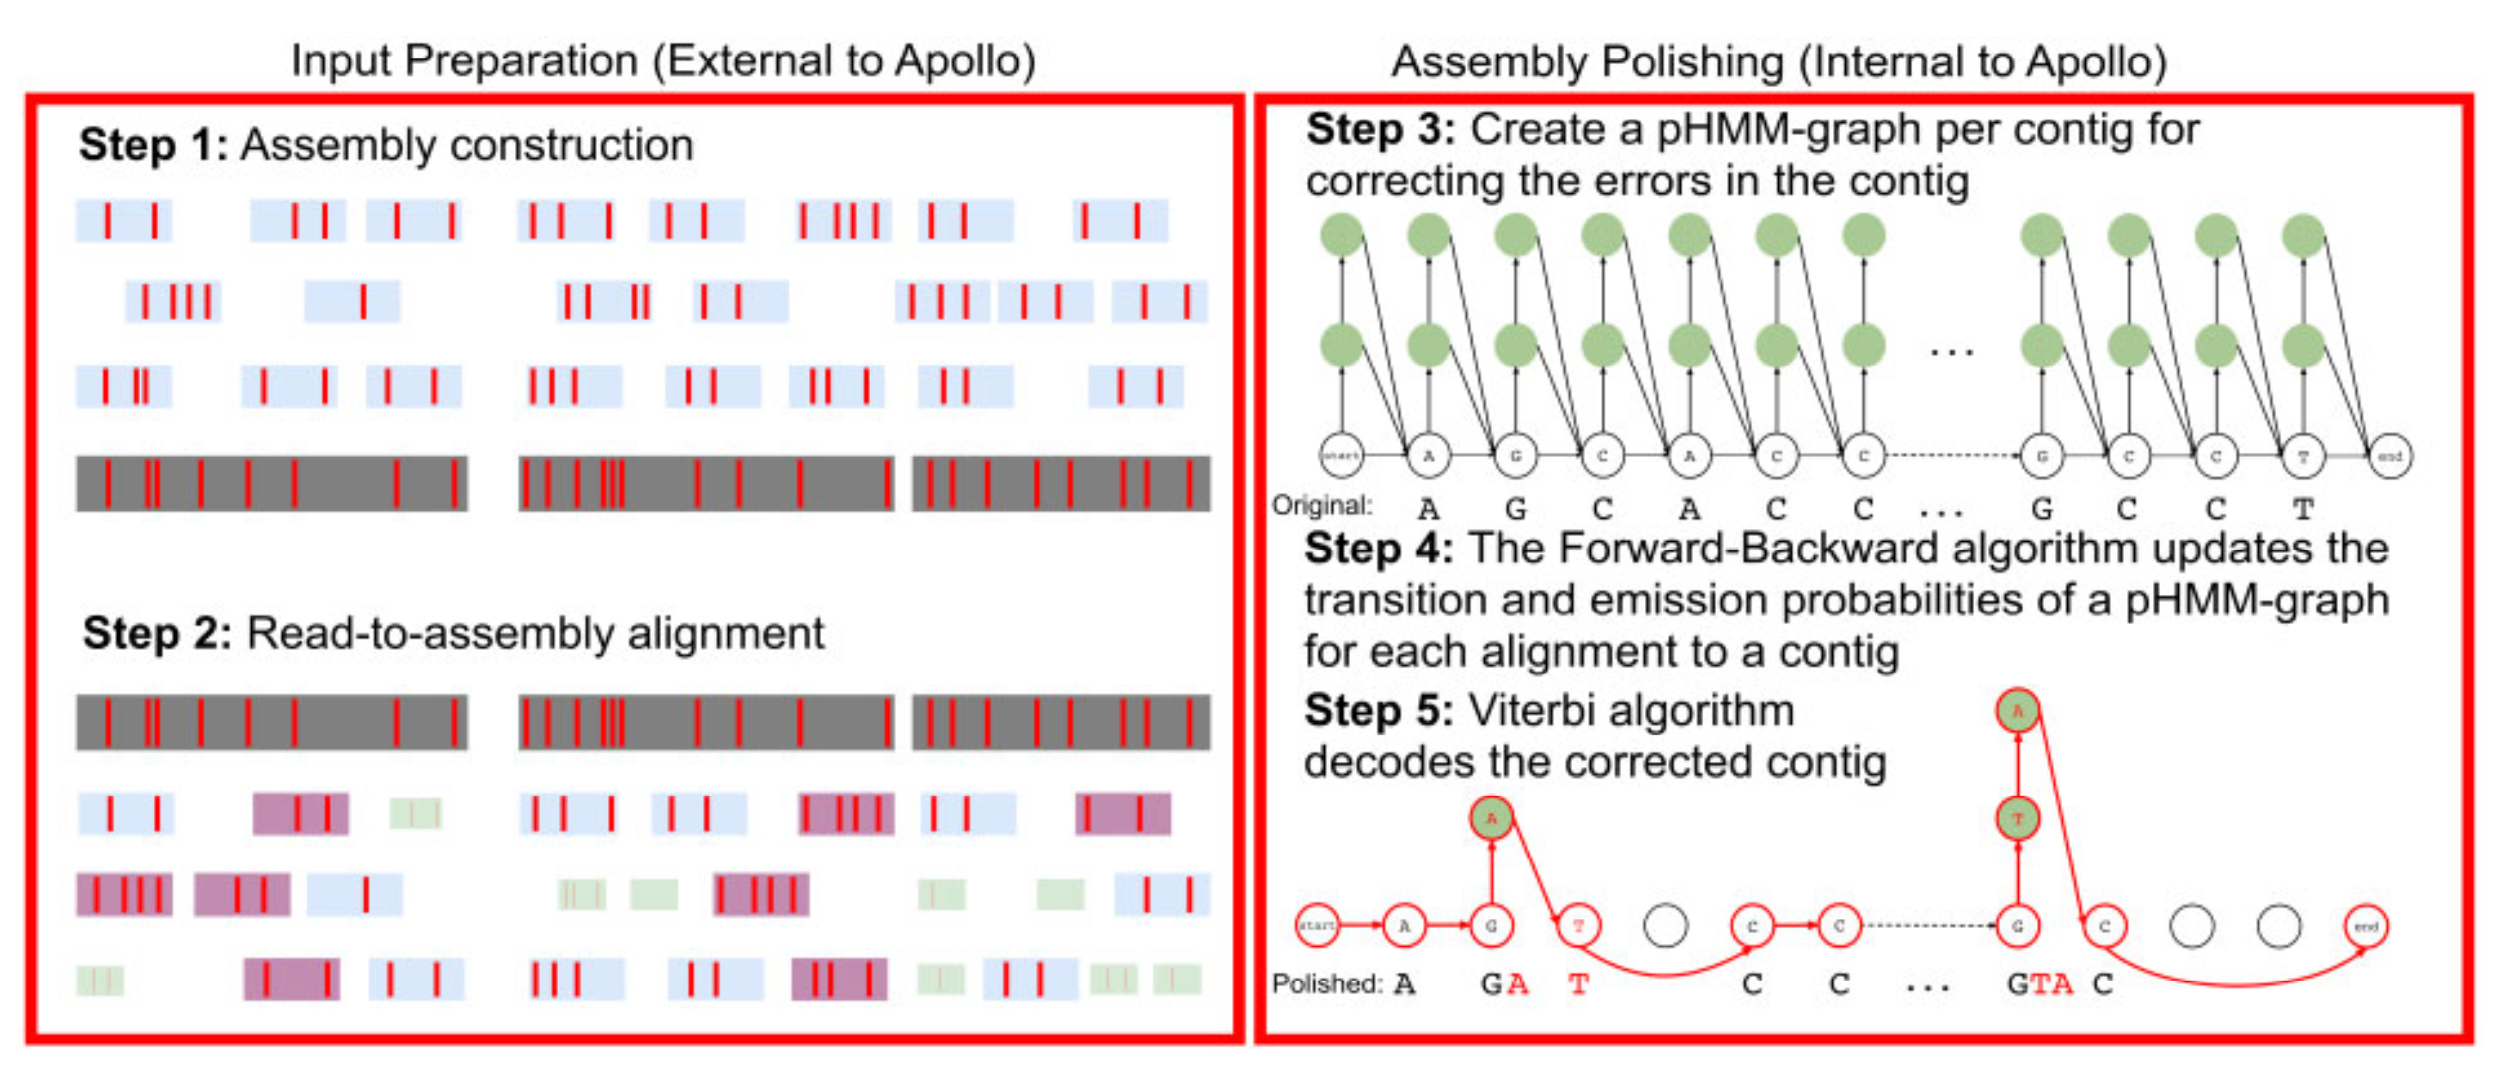 Input Preparation (External to Apollo)
Step 1: Assembly construction
Step 2: Read-to-assembly alignment
Assembly Polishing (Internal to Apollo)
Step 3: Create a pHMM-graph per contig for
correcting the errors in the contig
...
start A G C A C C G C C T end
Original: A G C A C C ... G C C T
Step 4: The Forward-Backward algorithm updates the
transition and emission probabilities of a pHMM-graph
for each alignment to a contig
Step 5: Viterbi algorithm
decodes the corrected contig
A
A T
start A G T C C G C end
Polished: A GA T C C ... GTA C